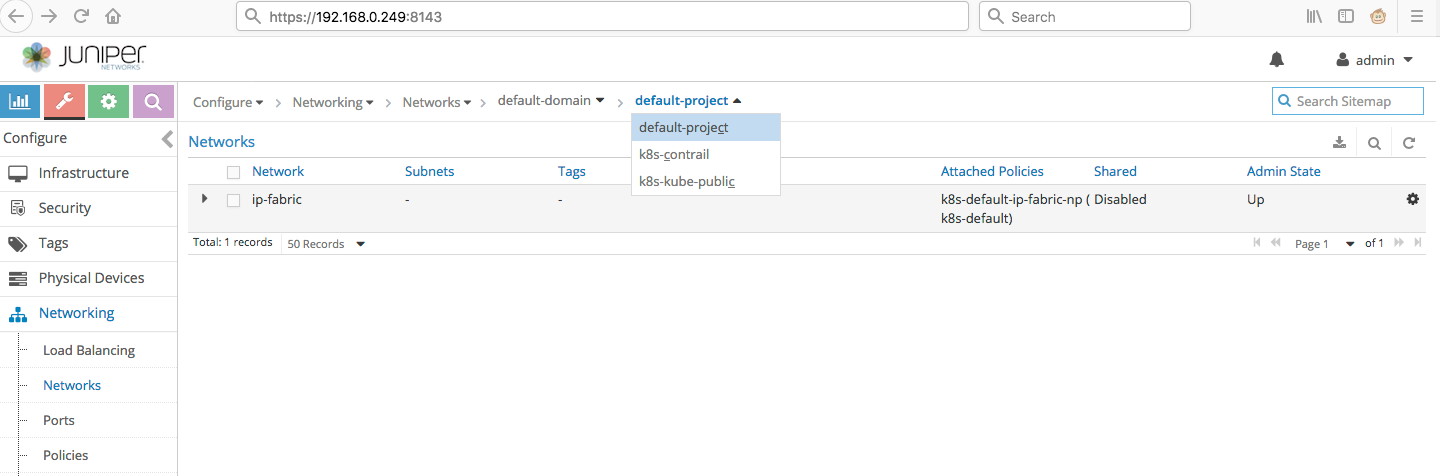 https://192.168.0.249:8143
Search
JUNIPER
NETWORKS
admin
Configure
Networking
Networks
default-domain
default-project
Search Sitemap
Configure
default-project
k8s-contrail
k8s-kube-public
Networks
Network
Subnets
Tags
Attached Policies
Shared
Admin State
ip-fabric
-
-
k8s-default-ip-fabric-np (
k8s-default)
Disabled
Up
Total: 1 records
50 Records
Page 1
of 1
Infrastructure
Security
Tags
Physical Devices
Networking
Load Balancing
Networks
Ports
Policies